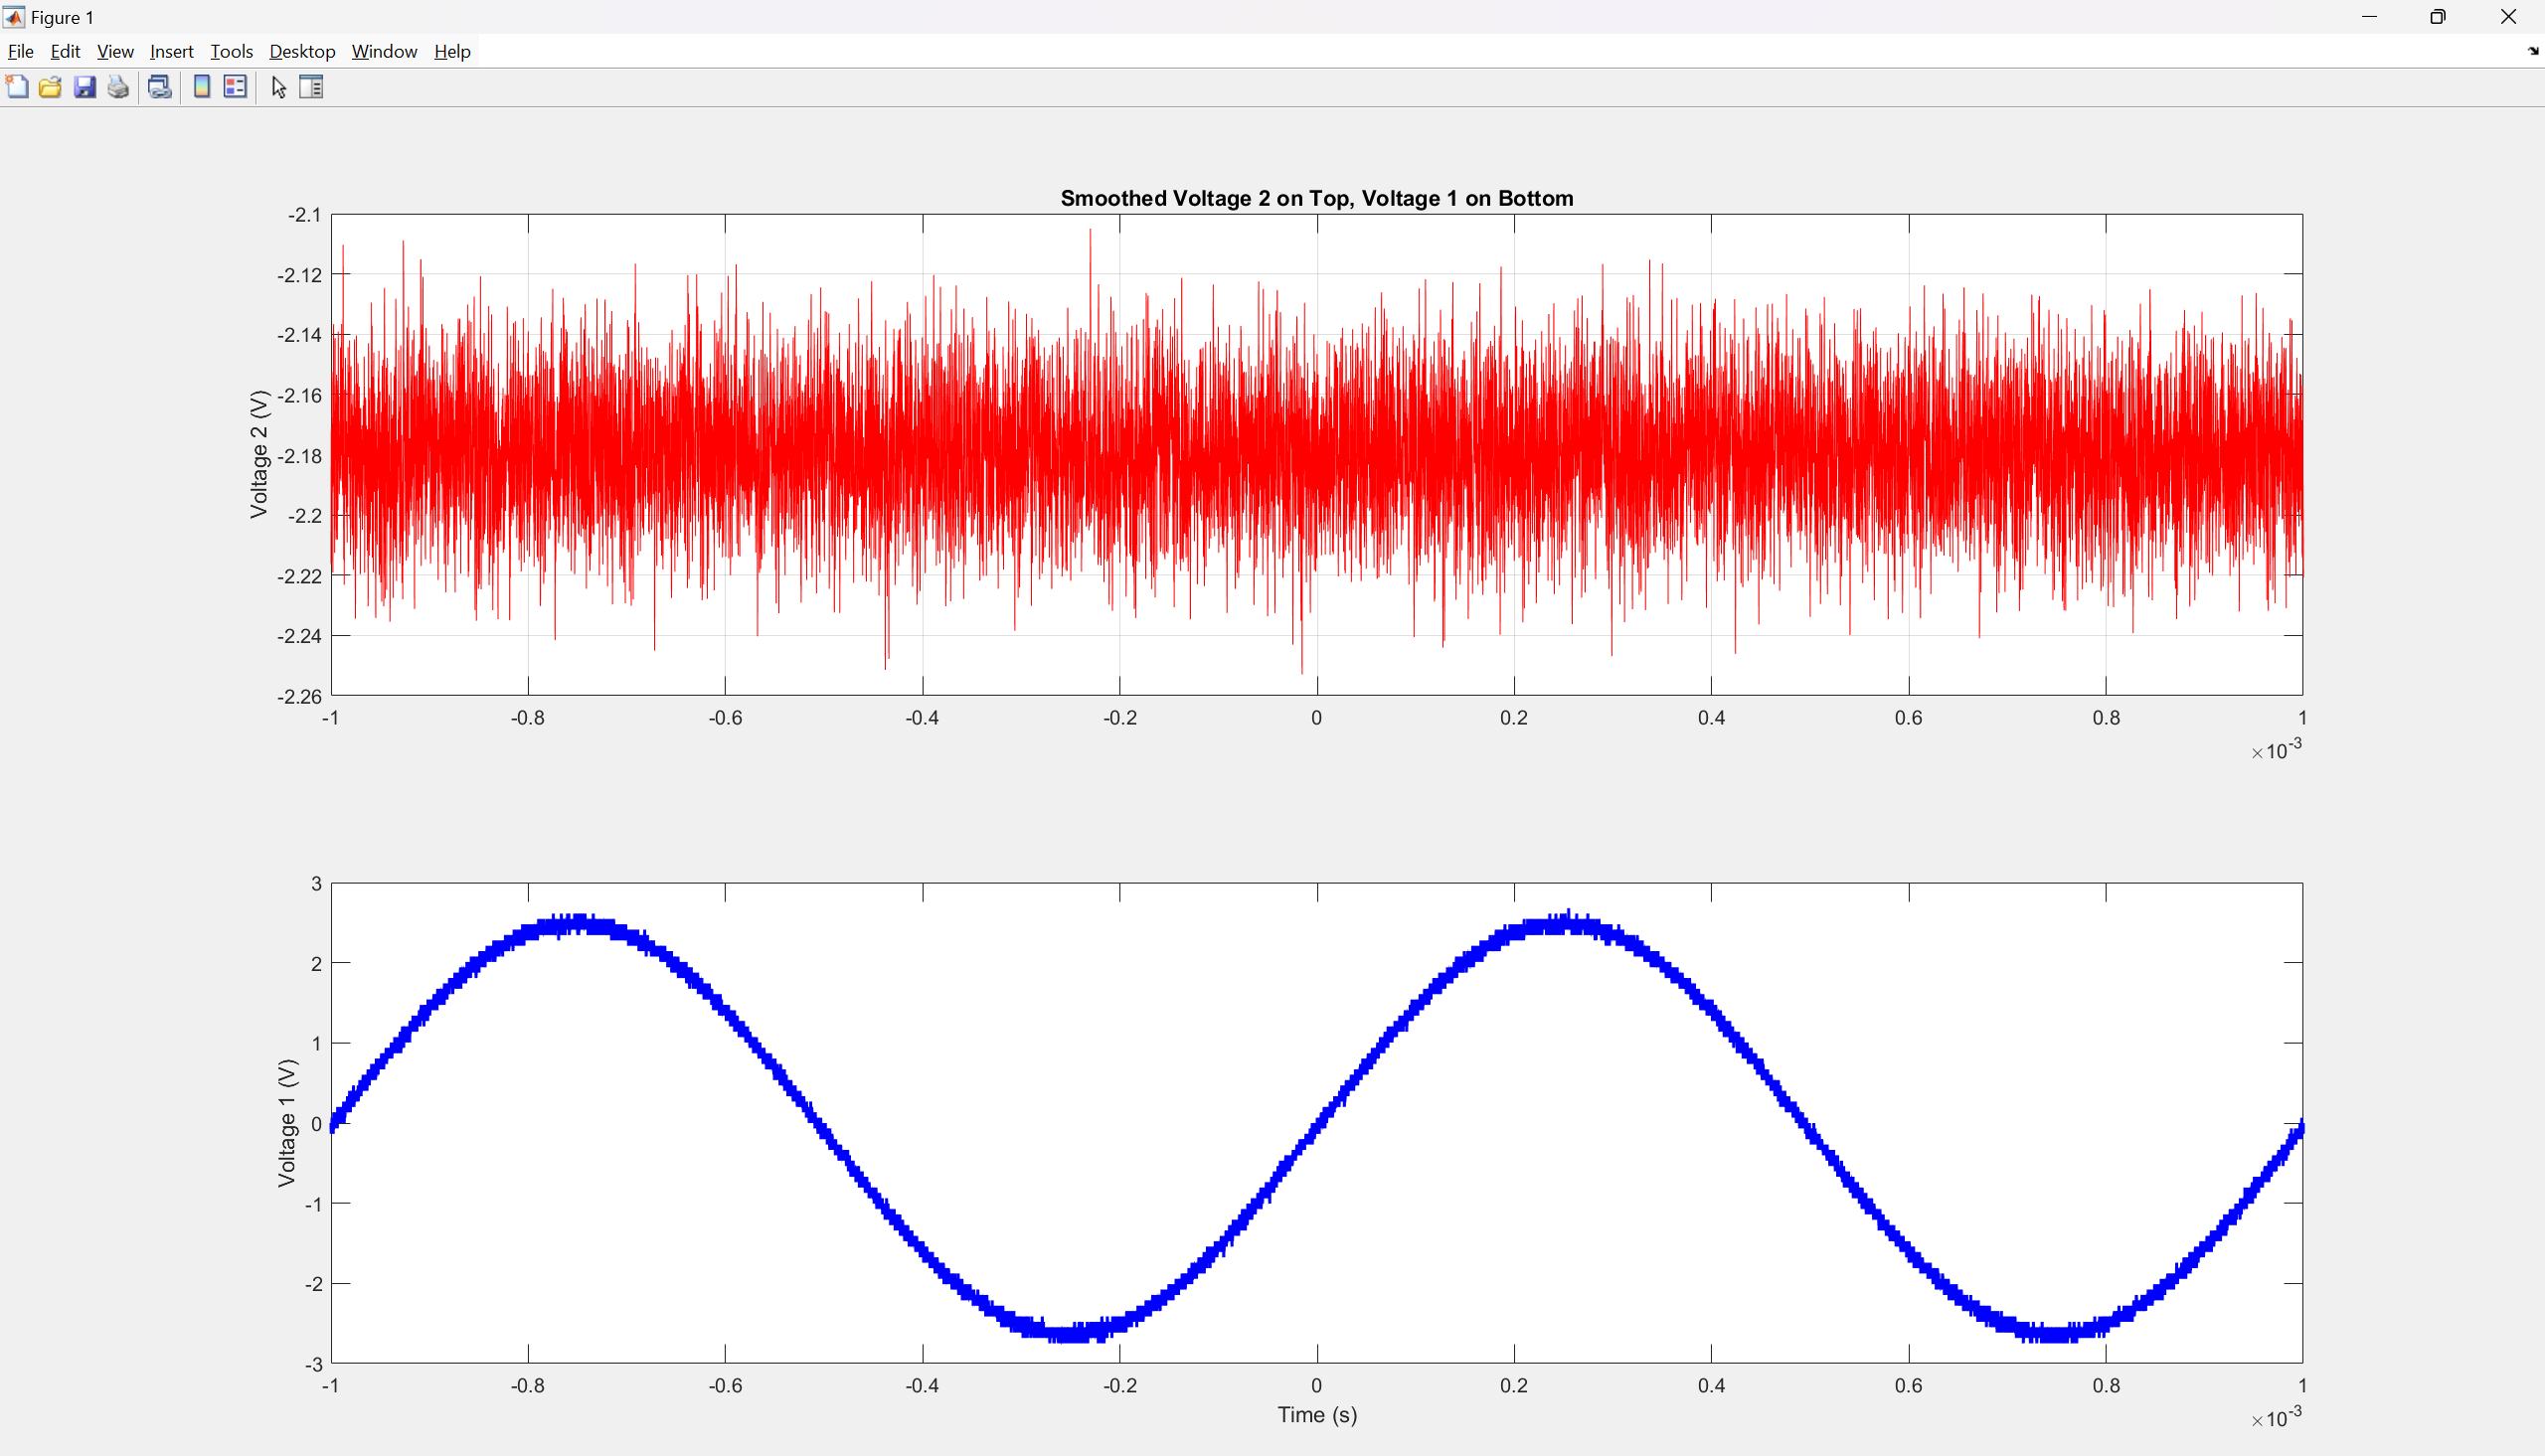 Figure 1
File Edit View Insert Tools Desktop Window Help
Smoothed Voltage 2 on Top, Voltage 1 on Bottom
Voltage 2 (V)
-2.1
-2.12
-2.14
-2.16
-2.18
-2.2
-2.22
-2.24
-2.26
-1 -0.8 -0.6 -0.4 -0.2 0 0.2 0.4 0.6 0.8 1
×10-3
Voltage 1 (V)
3
2
1
0
-1
-2
-3
-1 -0.8 -0.6 -0.4 -0.2 0 0.2 0.4 0.6 0.8 1
Time (s)
×10-3